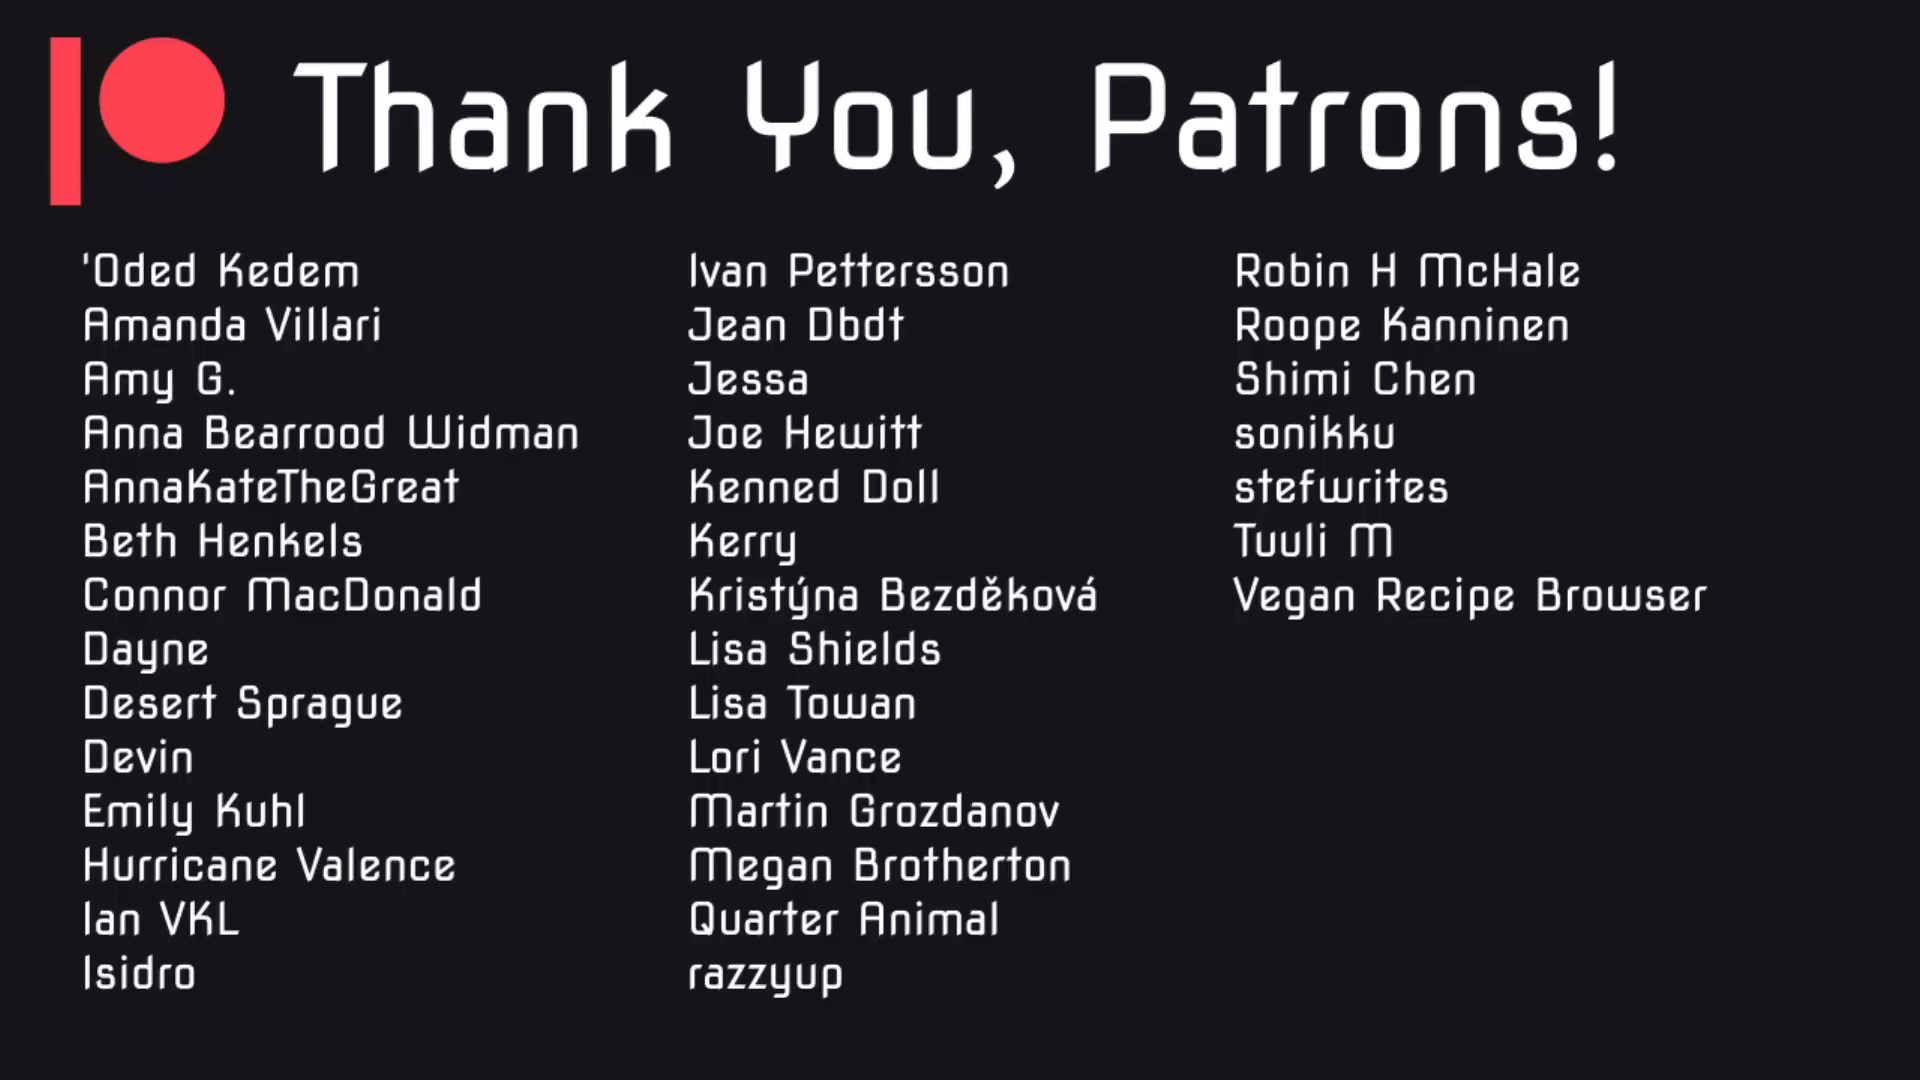 Thank You, Patrons!
'Oded Kedem
Amanda Villari
Amy G.
Anna Bearrood Widman
AnnaKateTheGreat
Beth Henkels
Connor MacDonald
Dayne
Desert Sprague
Devin
Emily Kuhl
Hurricane Valence
Ian VKL
Isidro
Ivan Pettersson
Jean Dbdt
Jessa
Joe Hewitt
Kenned Doll
Kerry
Kristýna Bezděková
Lisa Shields
Lisa Towan
Lori Vance
Martin Grozdanov
Megan Brotherton
Quarter Animal
razzyup
Robin H McHale
Roope Kanninen
Shimi Chen
sonikku
stefwrites
Tuuli M
Vegan Recipe Browser